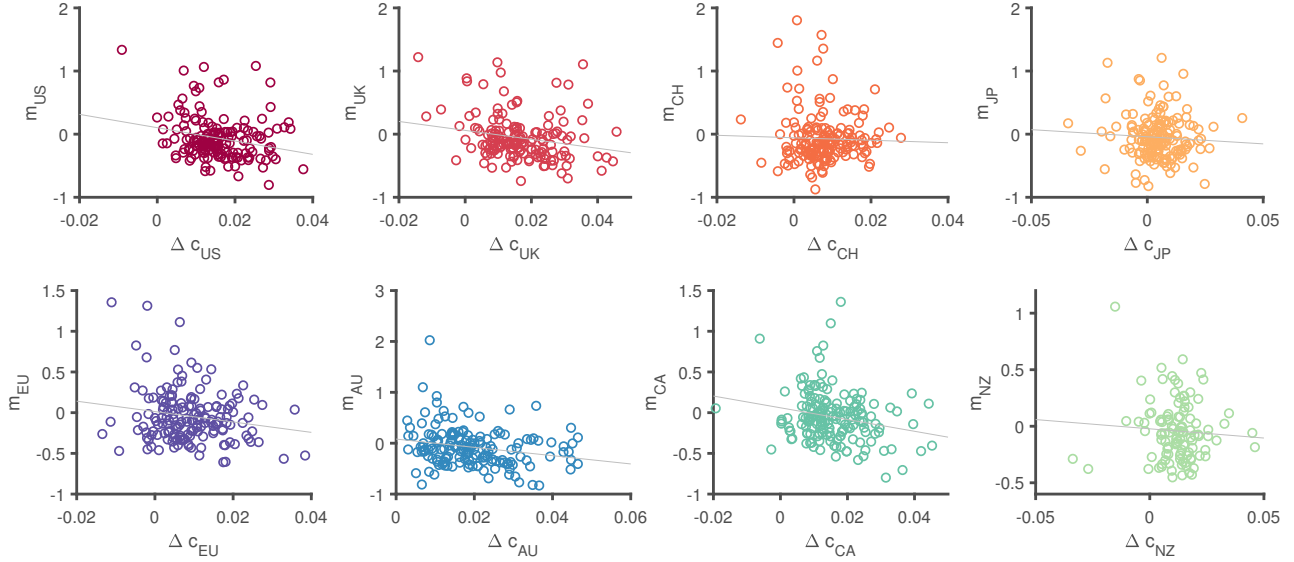 2
1
0
-1
m_US
-0.02 0 0.02 0.04
Δ c_US
2
1
0
-1
m_UK
-0.02 0 0.02 0.04
Δ c_UK
2
1
0
-1
m_CH
-0.02 0 0.02 0.04
Δ c_CH
2
1
0
-1
m_JP
-0.05 0 0.05
Δ c_JP
1.5
1
0.5
0
-0.5
-1
m_EU
-0.02 0 0.02 0.04
Δ c_EU
3
2
1
0
-1
m_AU
0 0.02 0.04 0.06
Δ c_AU
1.5
1
0.5
0
-0.5
-1
m_CA
-0.02 0 0.02 0.04
Δ c_CA
1
0.5
0
-0.5
m_NZ
-0.05 0 0.05
Δ c_NZ